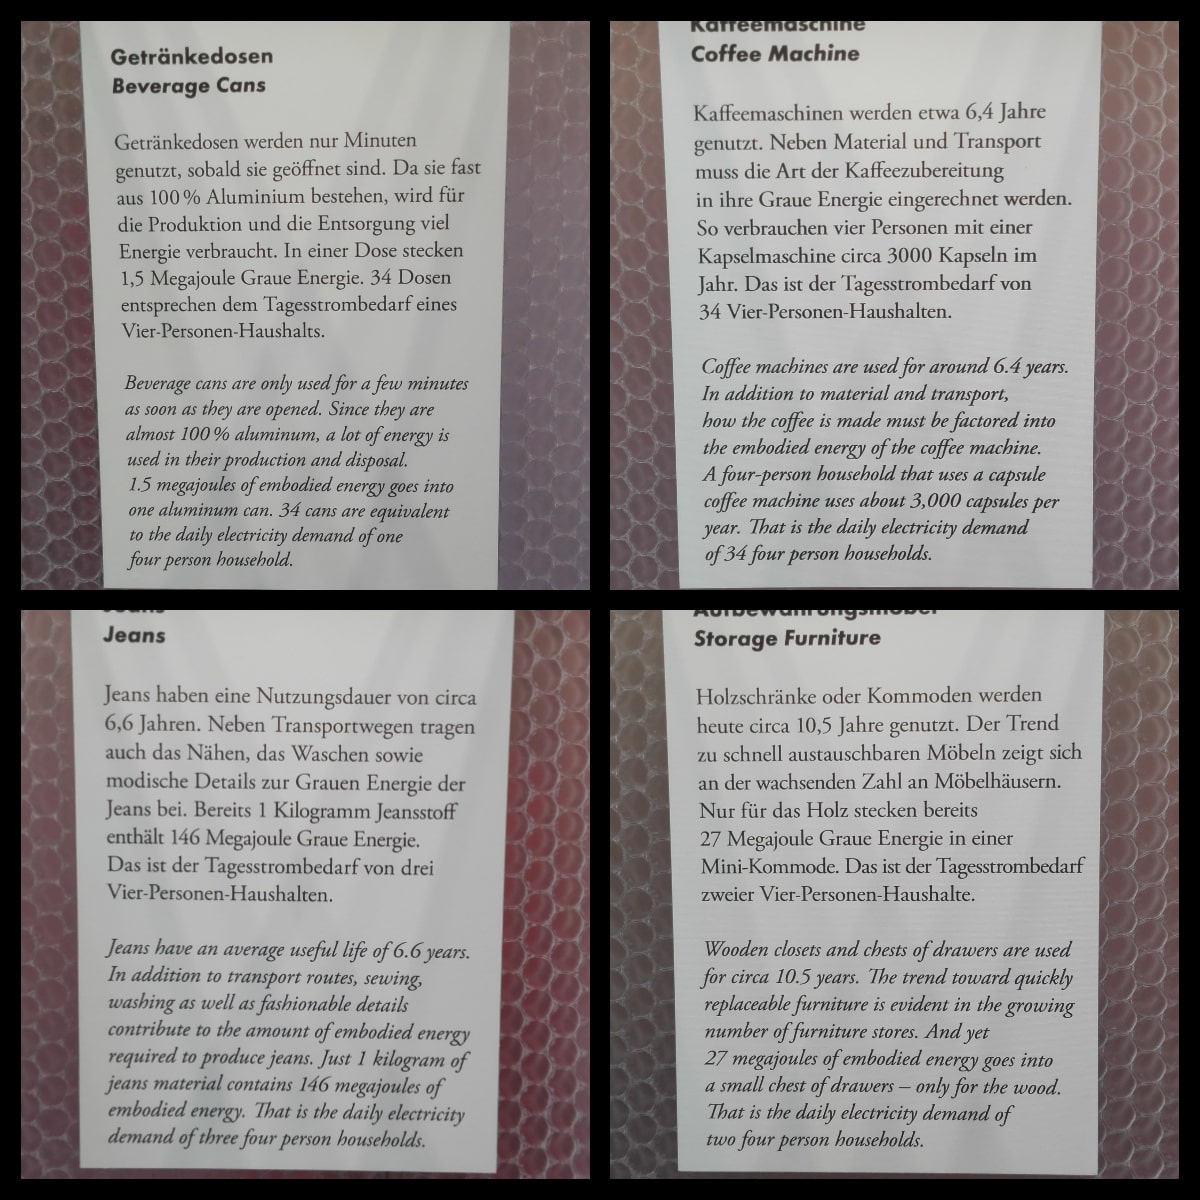 Getränkedosen
Beverage Cans
Getränkedosen werden nur Minuten
genutzt, sobald sie geöffnet sind. Da sie fast
aus 100 % Aluminium bestehen, wird für
die Produktion und die Entsorgung viel
Energie verbraucht. In einer Dose stecken
1,5 Megajoule Graue Energie. 34 Dosen
entsprechen dem Tagesstrombedarf eines
Vier-Personen-Haushalts.
Beverage cans are only used for a few minutes
as soon as they are opened. Since they are
almost 100 % aluminum, a lot of energy is
used in their production and disposal.
1.5 megajoules of embodied energy goes into
one aluminum can. 34 cans are equivalent
to the daily electricity demand of one
four person household.
Kaffeemaschine
Coffee Machine
Kaffeemaschinen werden etwa 6,4 Jahre
genutzt. Neben Material und Transport
muss die Art der Kaffeezubereitung
in ihre Graue Energie eingerechnet werden.
So verbrauchen vier Personen mit einer
Kapselmaschine circa 3000 Kapseln im
Jahr. Das ist der Tagesstrombedarf von
34 Vier-Personen-Haushalten.
Coffee machines are used for around 6.4 years.
In addition to material and transport,
how the coffee is made must be factored into
the embodied energy of the coffee machine.
A four-person household that uses a capsule
coffee machine uses about 3,000 capsules per
year. That is the daily electricity demand
of 34 four person households.
Jeans
Jeans
Jeans haben eine Nutzungsdauer von circa
6,6 Jahren. Neben Transportwegen tragen
auch das Nähen, das Waschen sowie
modische Details zur Grauen Energie der
Jeans bei. Bereits 1 Kilogramm Jeansstoff
enthält 146 Megajoule Graue Energie.
Das ist der Tagesstrombedarf von drei
Vier-Personen-Haushalten.
Jeans have an average useful life of 6.6 years.
In addition to transport routes, sewing,
washing as well as fashionable details
contribute to the amount of embodied energy
required to produce jeans. Just 1 kilogram of
jeans material contains 146 megajoules of
embodied energy. That is the daily electricity
demand of three four person households.
Aufbewahrungsmöbel
Storage Furniture
Holzschränke oder Kommoden werden
heute circa 10,5 Jahre genutzt. Der Trend
zu schnell austauschbaren Möbeln zeigt sich
an der wachsenden Zahl an Möbelhäusern.
Nur für das Holz stecken bereits
27 Megajoule Graue Energie in einer
Mini-Kommode. Das ist der Tagesstrombedarf
zweier Vier-Personen-Haushalte.
Wooden closets and chests of drawers are used
for circa 10.5 years. The trend toward quickly
replaceable furniture is evident in the growing
number of furniture stores. And yet
27 megajoules of embodied energy goes into
a small chest of drawers – only for the wood.
That is the daily electricity demand of
two four person households.